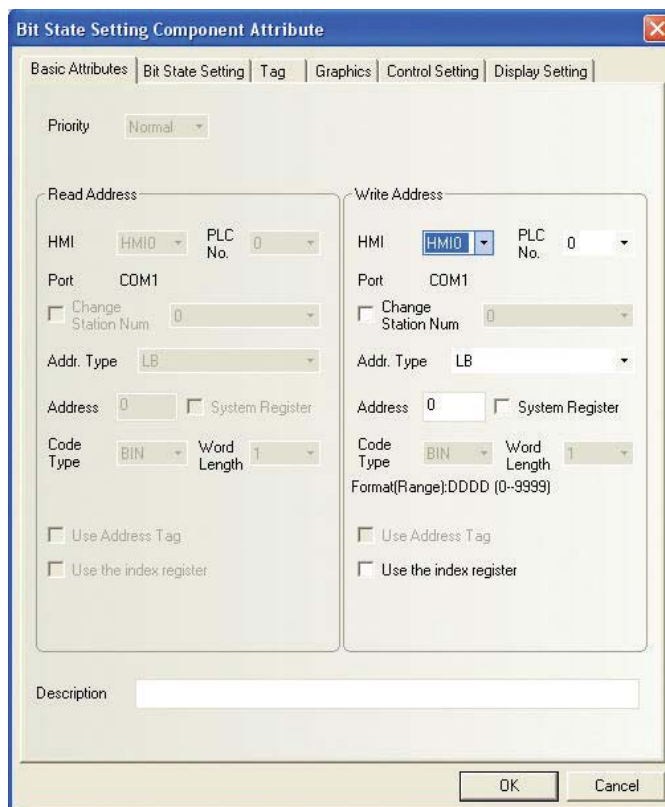 Bit State Setting Component Attribute
Basic Attributes Bit State Setting Tag Graphics Control Setting Display Setting
Priority Normal
Read Address
HMI HMI0 PLC No. 0
Port COM1
Change Station Num 0
Addr. Type LB
Address 0 System Register
Code Type BIN Word Length 1
Use Address Tag
Use the index register
Write Address
HMI HMI0 PLC No. 0
Port COM1
Change Station Num 0
Addr. Type LB
Address 0 System Register
Code Type BIN Word Length 1
Format(Range):DDDD (0--9999)
Use Address Tag
Use the index register
Description
OK Cancel